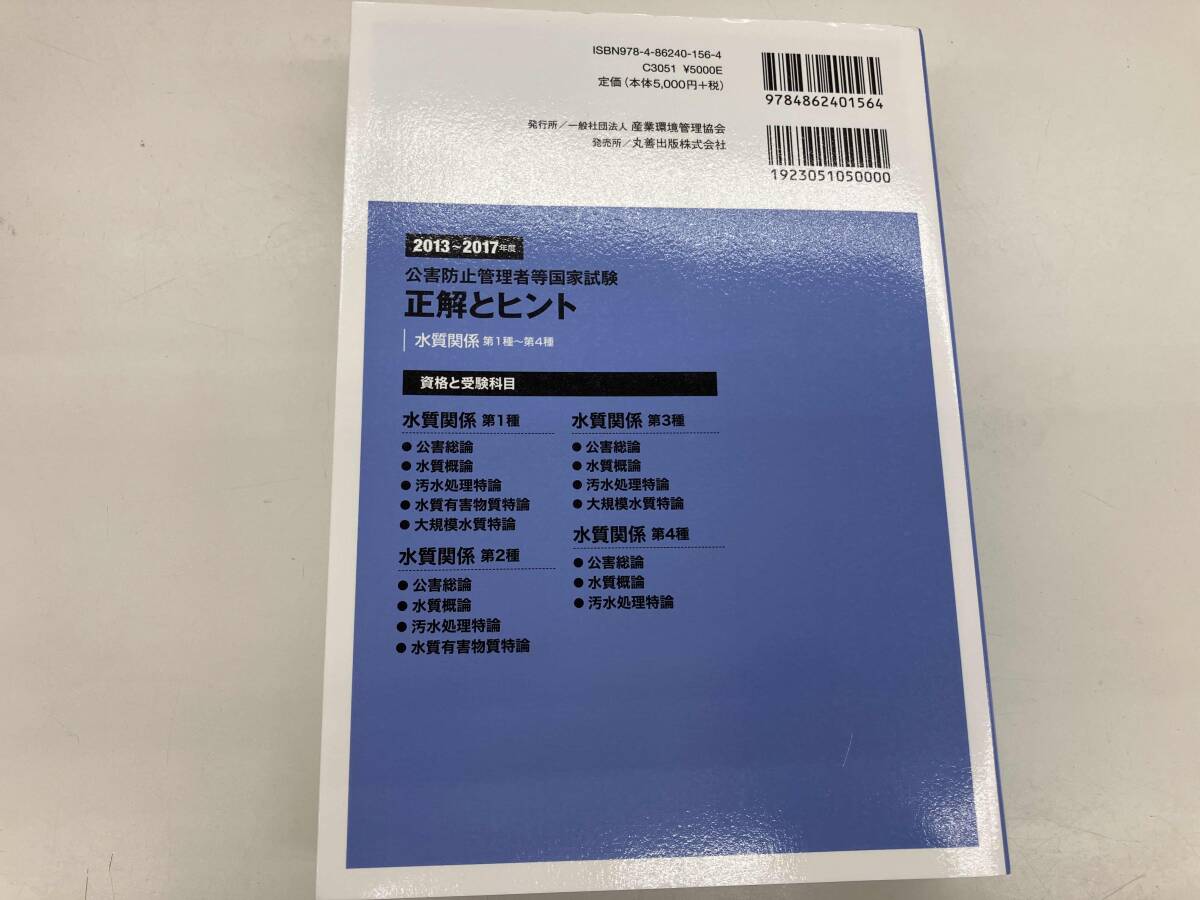 ISBN978-4-86240-156-4
C3051 ¥5000E
定価(本体5,000円+税)
9784862401564
発行所/一般社団法人 産業環境管理協会
発売所/丸善出版株式会社
1923051050000
2013~2017年度
公害防止管理者等国家試験
正解とヒント
水質関係 第1種~第4種
資格と受験科目
水質関係 第1種
● 公害総論
● 水質概論
● 汚水処理特論
● 水質有害物質特論
● 大規模水質特論
水質関係 第2種
● 公害総論
● 水質概論
● 汚水処理特論
● 水質有害物質特論
水質関係 第3種
● 公害総論
● 水質概論
● 汚水処理特論
● 大規模水質特論
水質関係 第4種
● 公害総論
● 水質概論
● 汚水処理特論